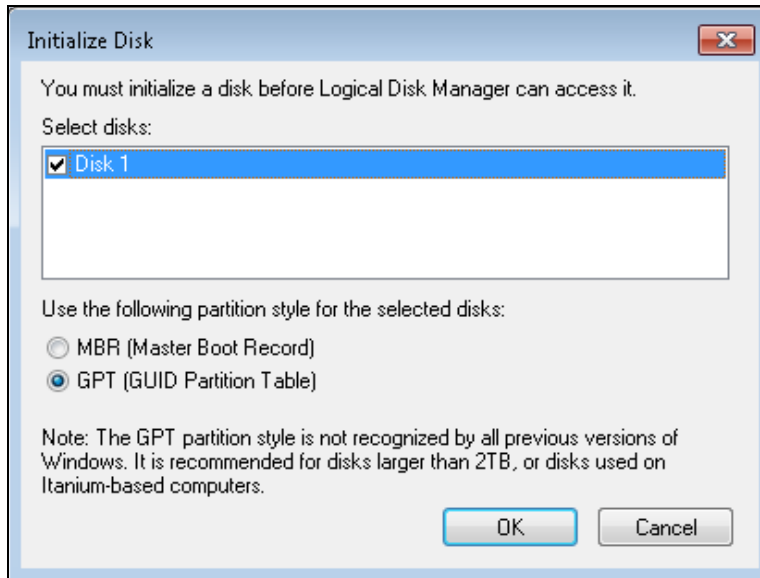 Initialize Disk
You must initialize a disk before Logical Disk Manager can access it.
Select disks:
Disk 1
Use the following partition style for the selected disks:
MBR (Master Boot Record)
GPT (GUID Partition Table)
Note: The GPT partition style is not recognized by all previous versions of
Windows. It is recommended for disks larger than 2TB, or disks used on
Itanium-based computers.
OK Cancel